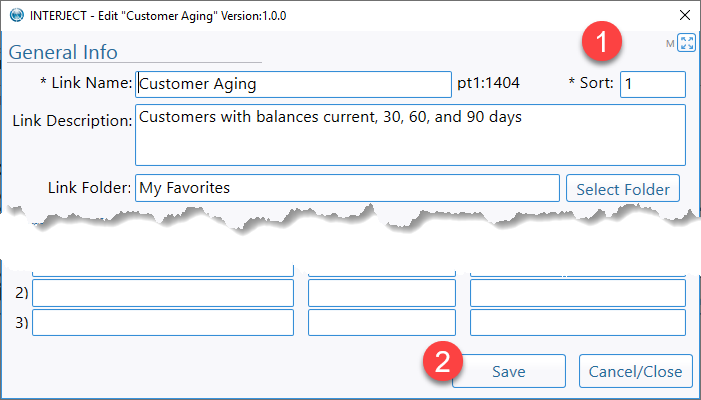 INTERJECT - Edit "Customer Aging" Version:1.0.0
1
M
General Info
* Link Name: Customer Aging pt1:1404 * Sort: 1
Link Description: Customers with balances current, 30, 60, and 90 days
Link Folder: My Favorites Select Folder
2)
3)
2
Save Cancel/Close